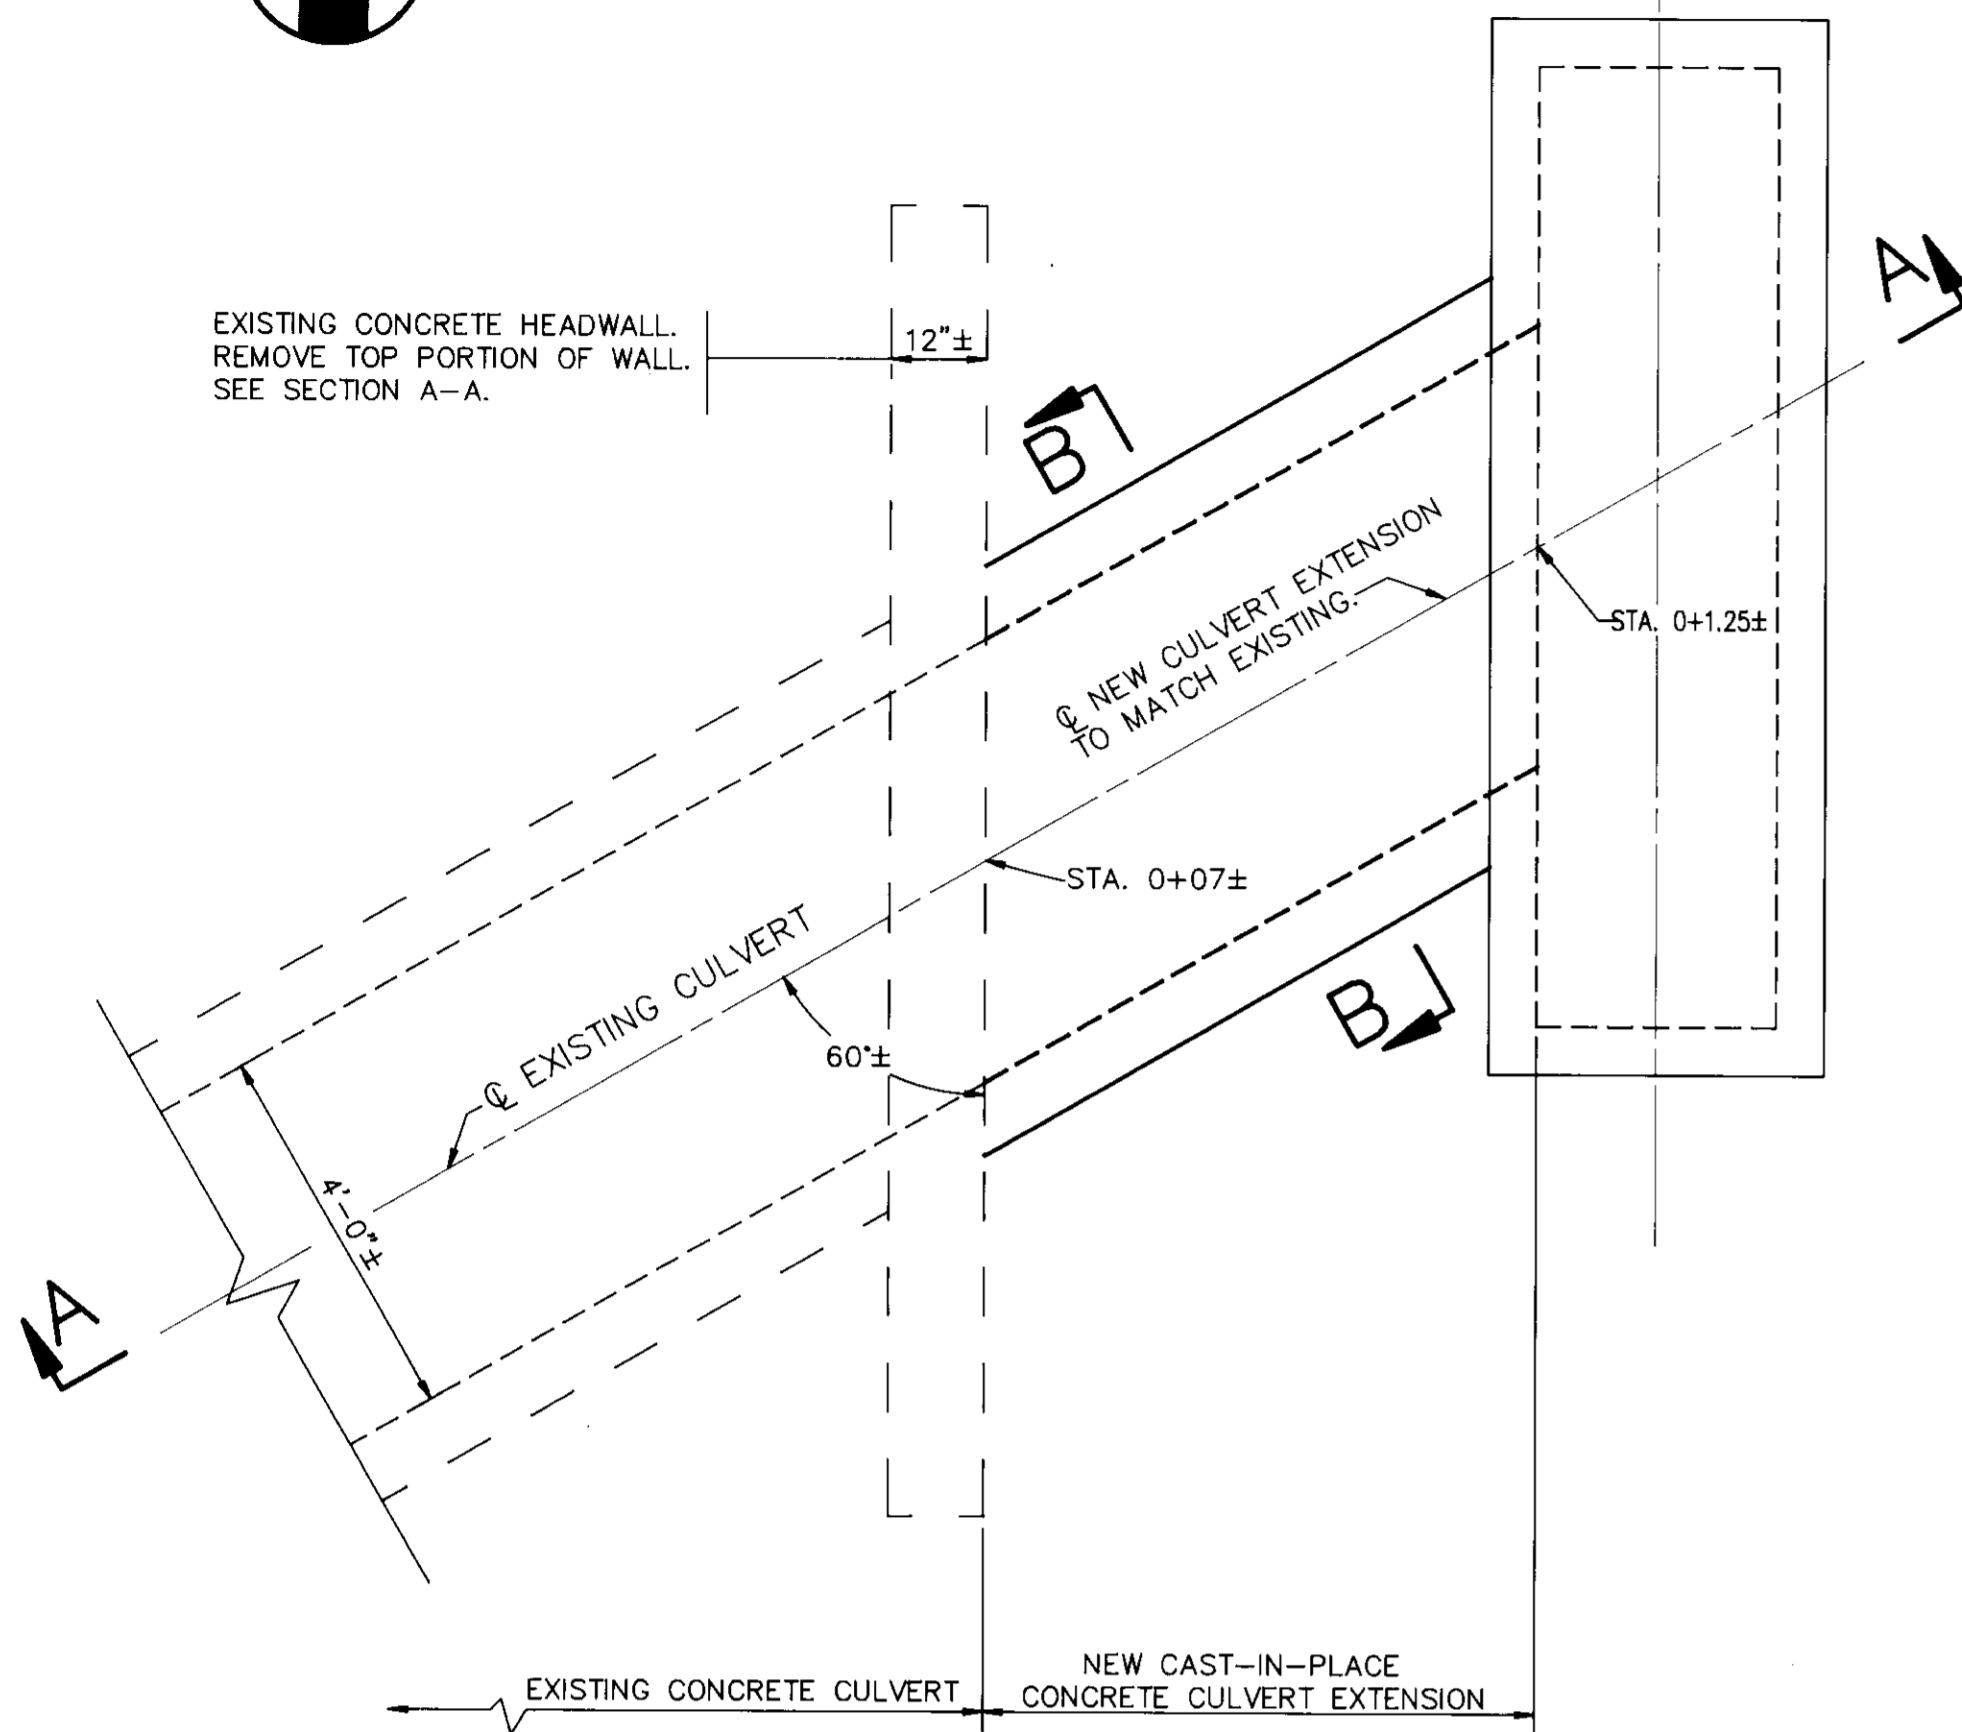 EXISTING CONCRETE HEADWALL.
REMOVE TOP PORTION OF WALL.
SEE SECTION A-A.
12"±
A
B
℄ NEW CULVERT EXTENSION
TO MATCH EXISTING.
STA. 0+1.25±
STA. 0+07±
℄ EXISTING CULVERT
60°±
B
4'-0"±
A
EXISTING CONCRETE CULVERT
NEW CAST-IN-PLACE
CONCRETE CULVERT EXTENSION